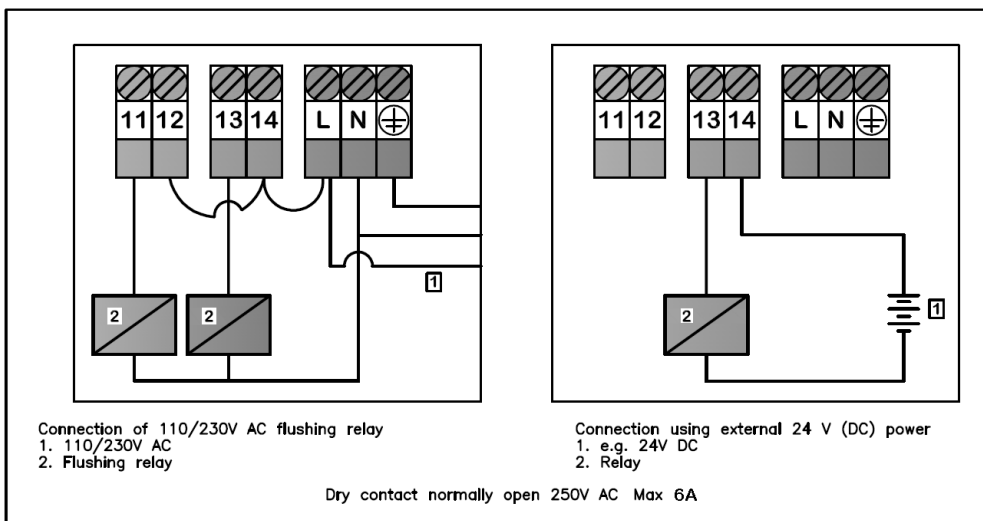 11 12 13 14 L N
11 12 13 14 L N
1
1
2 2
2
Connection of 110/230V AC flushing relay
1. 110/230V AC
2. Flushing relay
Connection using external 24 V (DC) power
1. e.g. 24V DC
2. Relay
Dry contact normally open 250V AC Max 6A